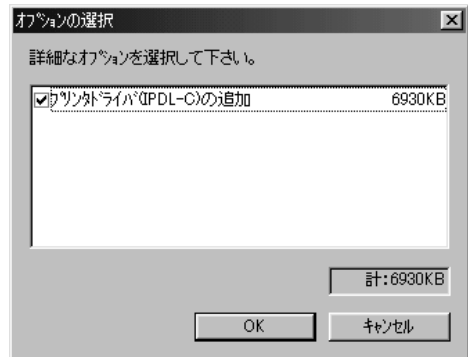 ｵﾌﾟｼｮﾝの選択
詳細なｵﾌﾟｼｮﾝを選択して下さい。
ﾌﾟﾘﾝﾀﾄﾞﾗｲﾊﾞ(IPDL-C)の追加 6930KB
計:6930KB
OK ｷｬﾝｾﾙ